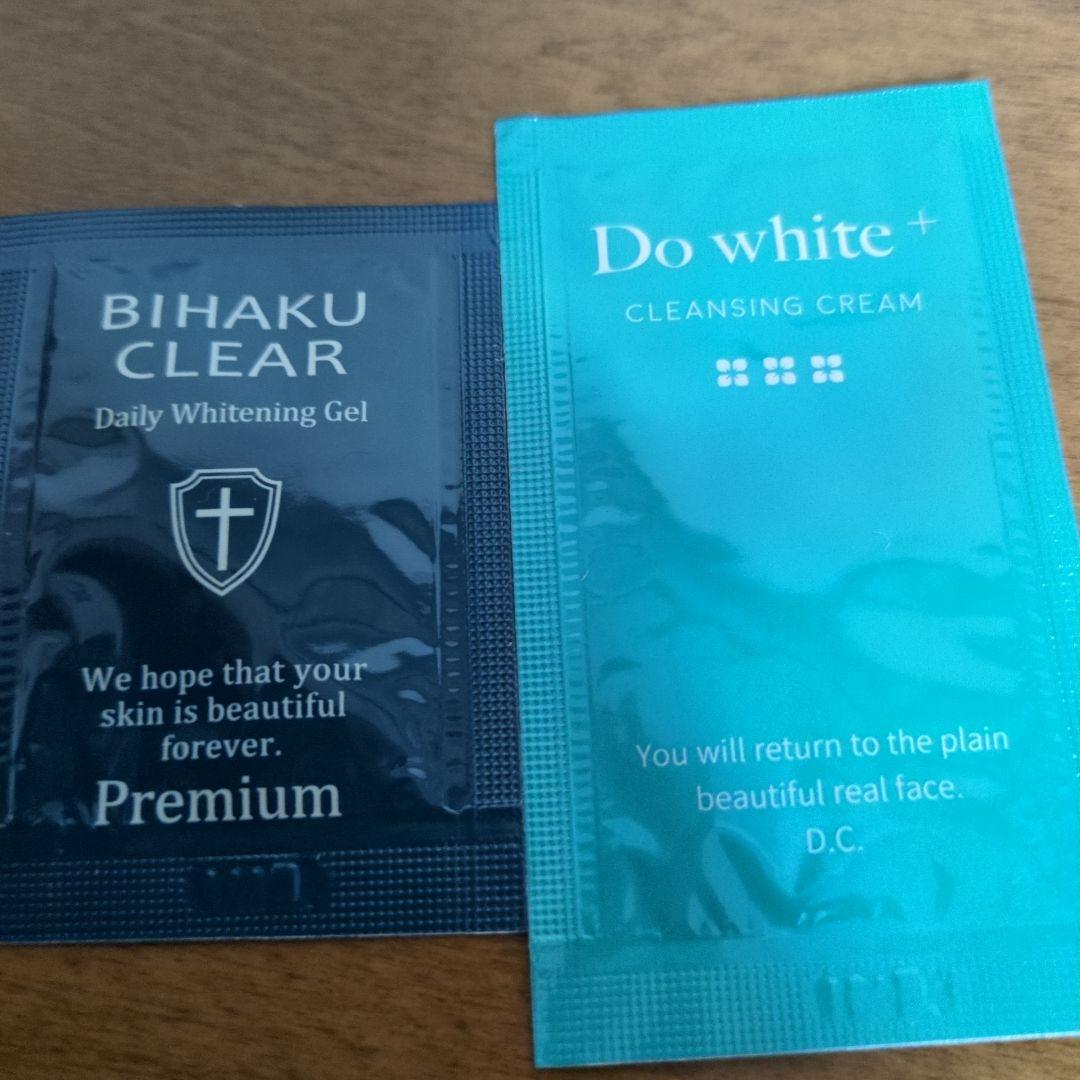 BIHAKU
CLEAR
Daily Whitening Gel
We hope that your
skin is beautiful
forever.
Premium
Do white+
CLEANSING CREAM
You will return to the plain
beautiful real face.
D.C.